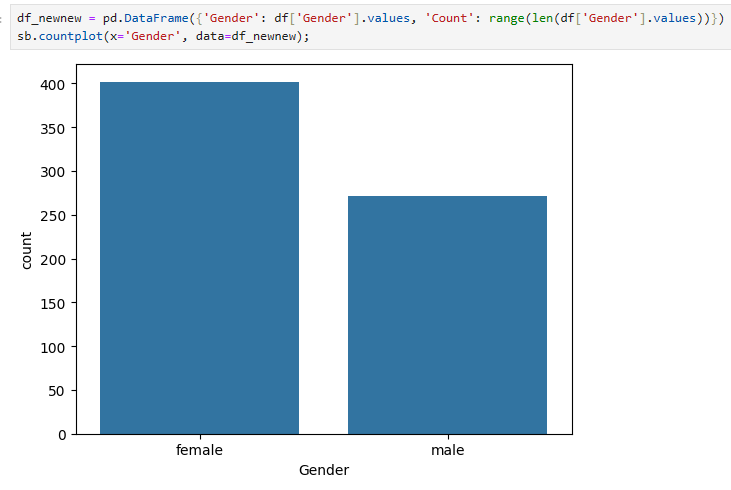 df_newnew = pd.DataFrame({'Gender': df['Gender'].values, 'Count': range(len(df['Gender'].values))})
sb.countplot(x='Gender', data=df_newnew);
400
350
300
250
200
150
100
50
0
count
female male
Gender